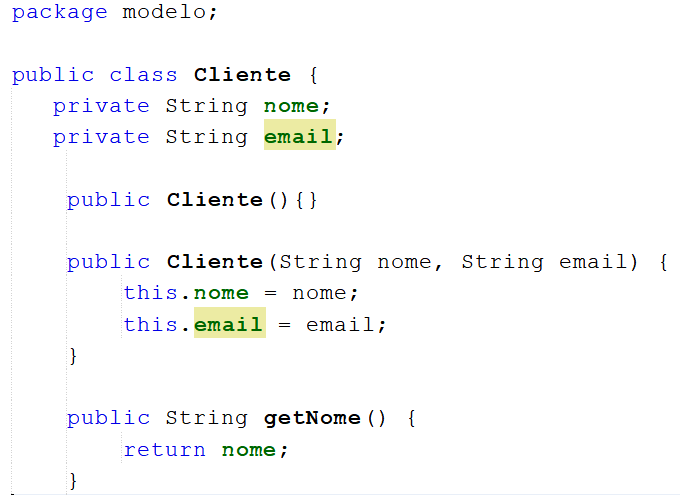 package modelo;
public class Cliente {
private String nome;
private String email;
public Cliente(){}
public Cliente(String nome, String email) {
this.nome = nome;
this.email = email;
}
public String getNome() {
return nome;
}